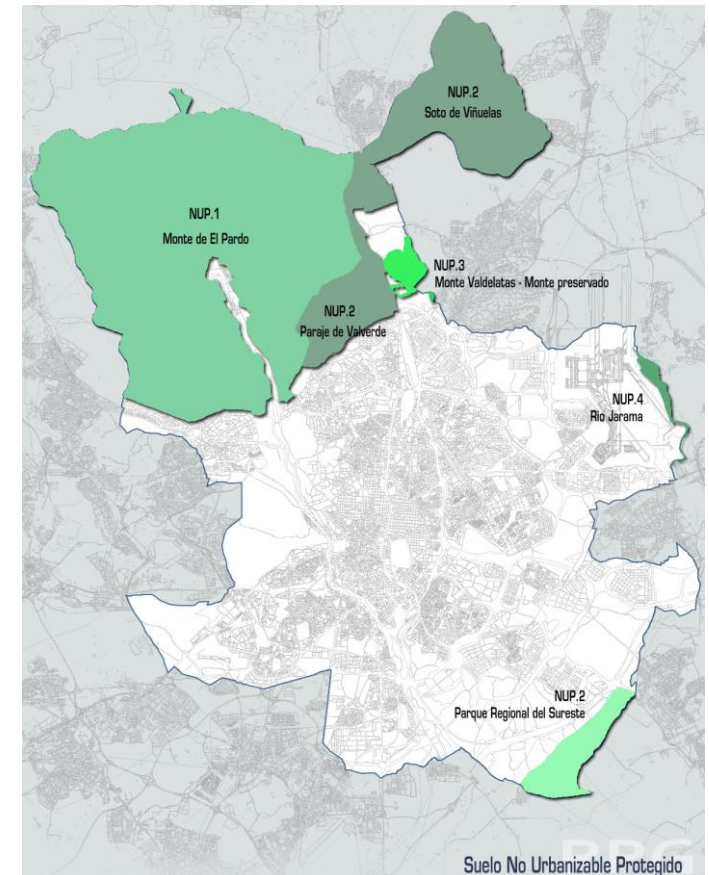 NUP.2
Soto de Viñuelas
NUP.1
Monte de El Pardo
NUP.3
Monte Valdelatas - Monte preservado
NUP.2
Paraje de Valverde
NUP.4
Río Jarama
NUP.2
Parque Regional del Sureste
Suelo No Urbanizable Protegido